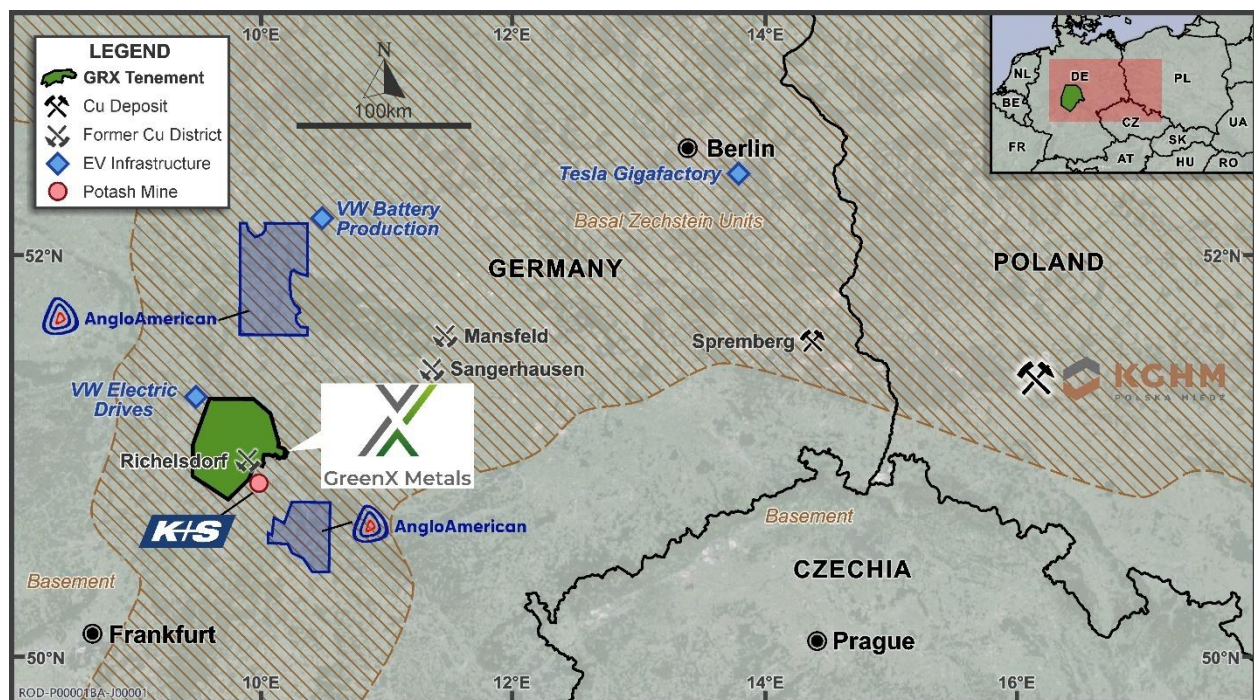 LEGEND
GRX Tenement
Cu Deposit
Former Cu District
EV Infrastructure
Potash Mine
10°E
12°E
14°E
N
100km
NL
DE
PL
BE
CZ
UA
FR
SK
AT
HU
RO
Berlin
Tesla Gigafactory
VW Battery
Production
Basal Zechstein Units
52°N
GERMANY
POLAND
52°N
AngloAmerican
Mansfeld
Sangerhausen
Spremberg
KGHM
POLSKA MIEDŹ
VW Electric
Drives
Richelsdorf
GreenX Metals
K+S
AngloAmerican
Basement
Basement
CZECHIA
Frankfurt
Prague
50°N
50°N
ROD-P00001BA-J00001
10°E
12°E
14°E
16°E